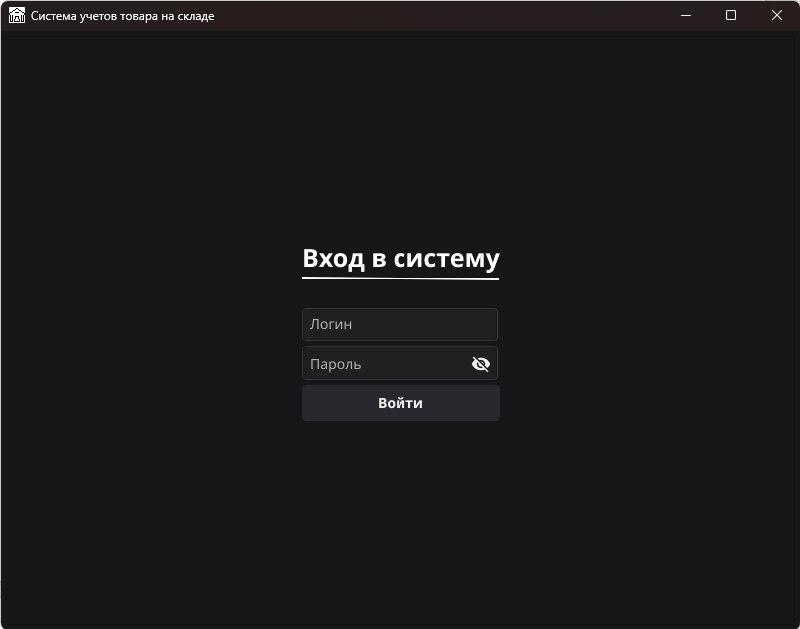 Система учетов товара на складе
Вход в систему
Логин
Пароль
Войти